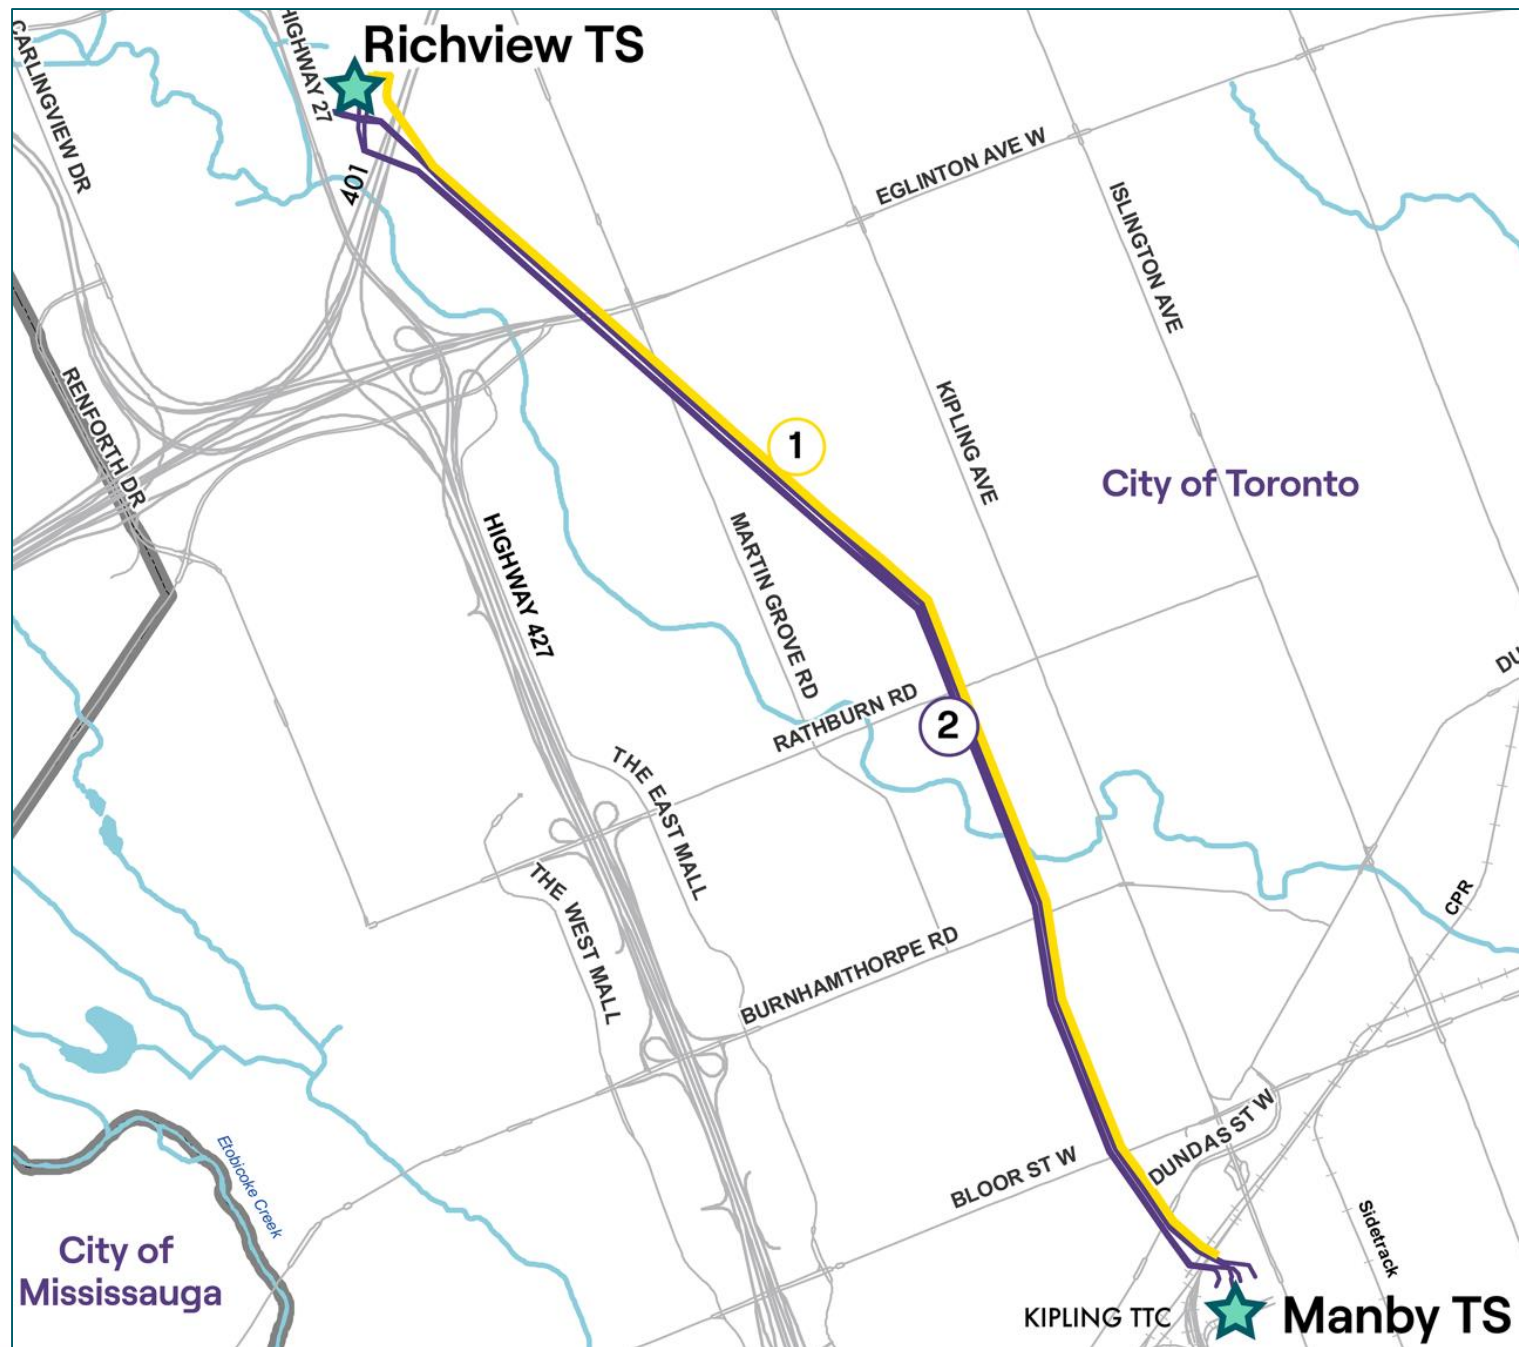 Richview TS
HIGHWAY 27
CARLINGVIEW DR
401
EGLINTON AVE W
ISLINGTON AVE
RENFORTH DR
KIPLING AVE
1
City of Toronto
HIGHWAY 427
MARTIN GROVE RD
RATHBURN RD
2
DU
THE EAST MALL
THE WEST MALL
CPR
BURNHAMTHORPE RD
Etobicoke Creek
DUNDAS ST W
BLOOR ST W
Sidetrack
City of
Mississauga
KIPLING TTC
Manby TS